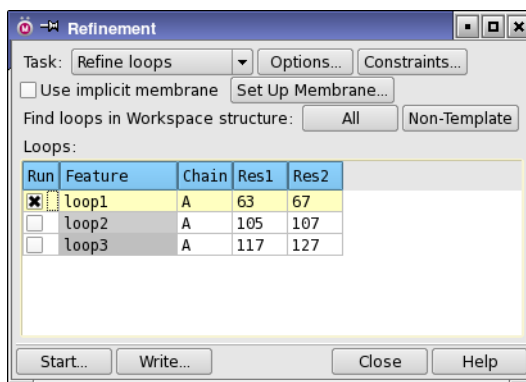 Refinement
Task: Refine loops Options... Constraints...
Use implicit membrane Set Up Membrane...
Find loops in Workspace structure: All Non-Template
Loops:
Run Feature Chain Res1 Res2
loop1 A 63 67
loop2 A 105 107
loop3 A 117 127
Start... Write... Close Help